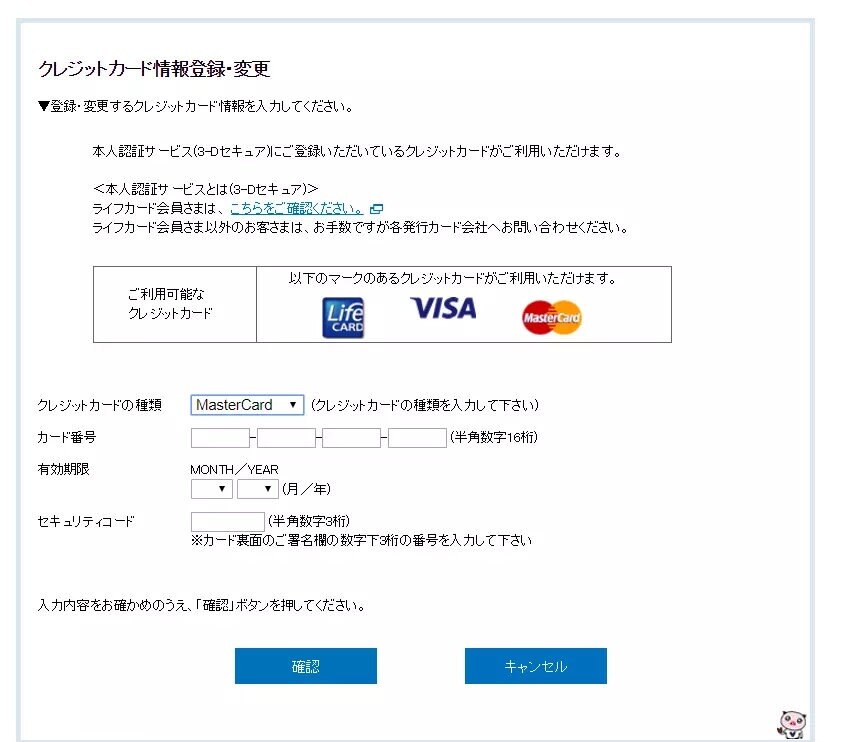 クレジットカード情報登録・変更
▼登録・変更するクレジットカード情報を入力してください。
本人認証サービス(3-Dセキュア)にご登録いただいているクレジットカードがご利用いただけます。
<本人認証サービスとは(3-Dセキュア)>
ライフカード会員さまは、こちらをご確認ください。
ライフカード会員さま以外のお客さまは、お手数ですが各発行カード会社へお問い合わせください。
以下のマークのあるクレジットカードがご利用いただけます。
ご利用可能な
クレジットカード
Life CARD VISA MasterCard
クレジットカードの種類 MasterCard ▼ (クレジットカードの種類を入力して下さい)
カード番号 - - - (半角数字16桁)
有効期限 MONTH/YEAR
▼ ▼ (月/年)
セキュリティコード (半角数字3桁)
※カード裏面のご署名欄の数字下3桁の番号を入力して下さい
入力内容をお確かめのうえ、「確認」ボタンを押してください。
確認 キャンセル